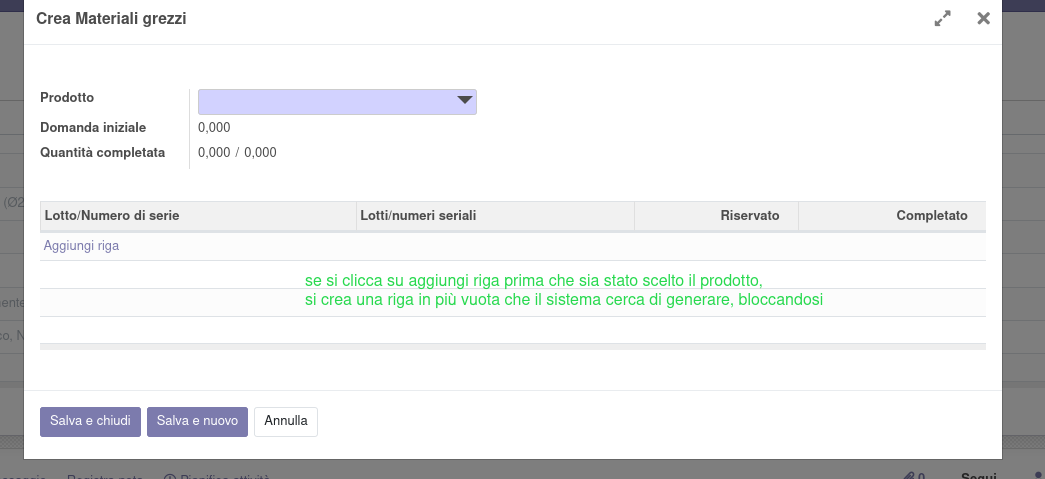 Crea Materiali grezzi
Prodotto
Domanda iniziale 0,000
Quantità completata 0,000 / 0,000
Lotto/Numero di serie Lotti/numeri seriali Riservato Completato
Aggiungi riga
se si clicca su aggiungi riga prima che sia stato scelto il prodotto,
si crea una riga in più vuota che il sistema cerca di generare, bloccandosi
Salva e chiudi Salva e nuovo Annulla